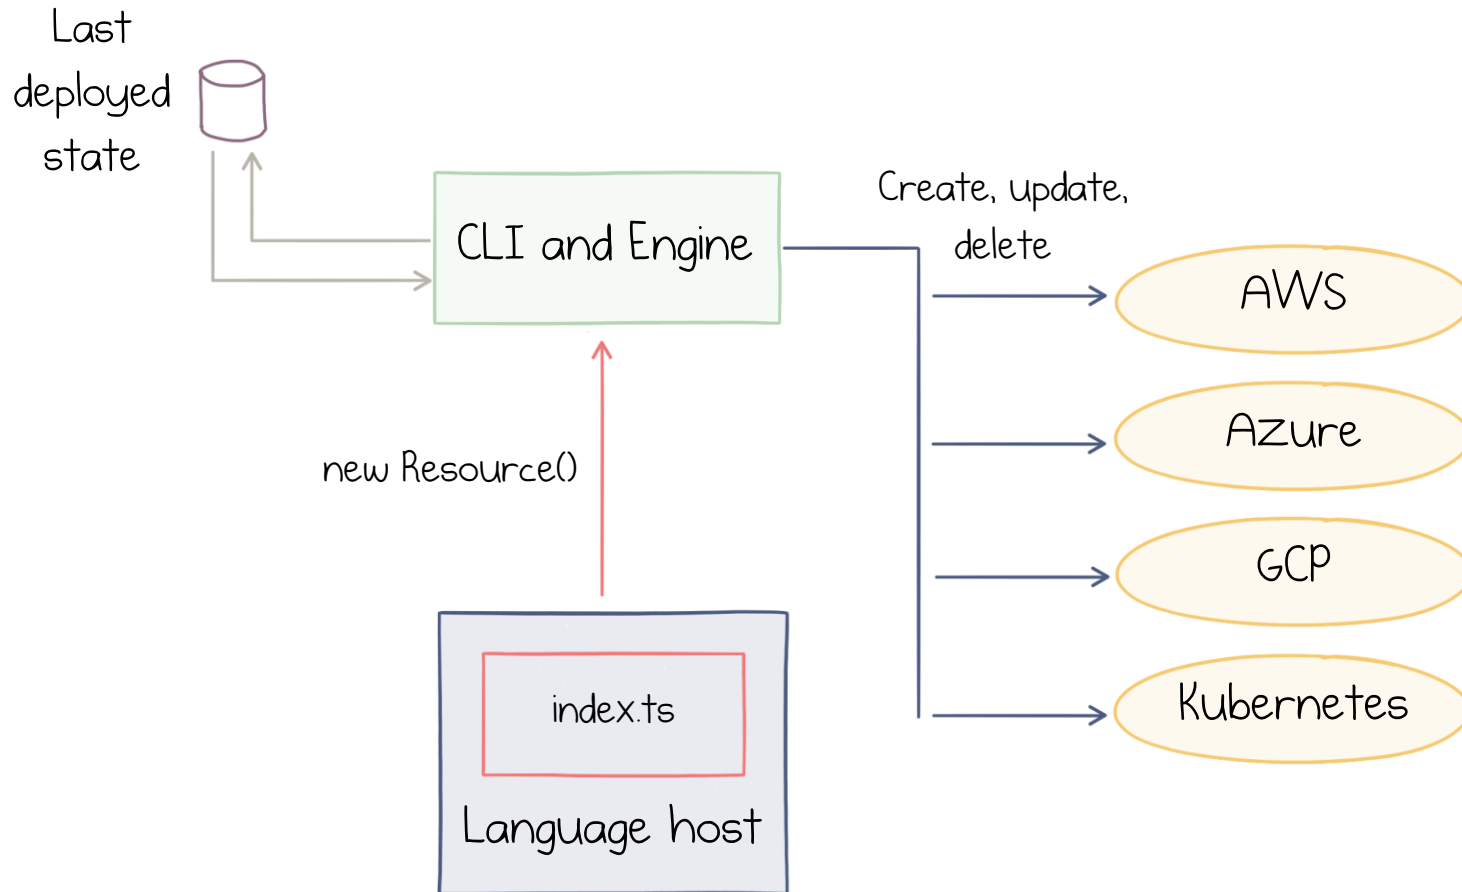 Last
deployed
state
CLI and Engine
Create, update,
delete
AWS
Azure
new Resource()
GCP
Kubernetes
index.ts
Language host